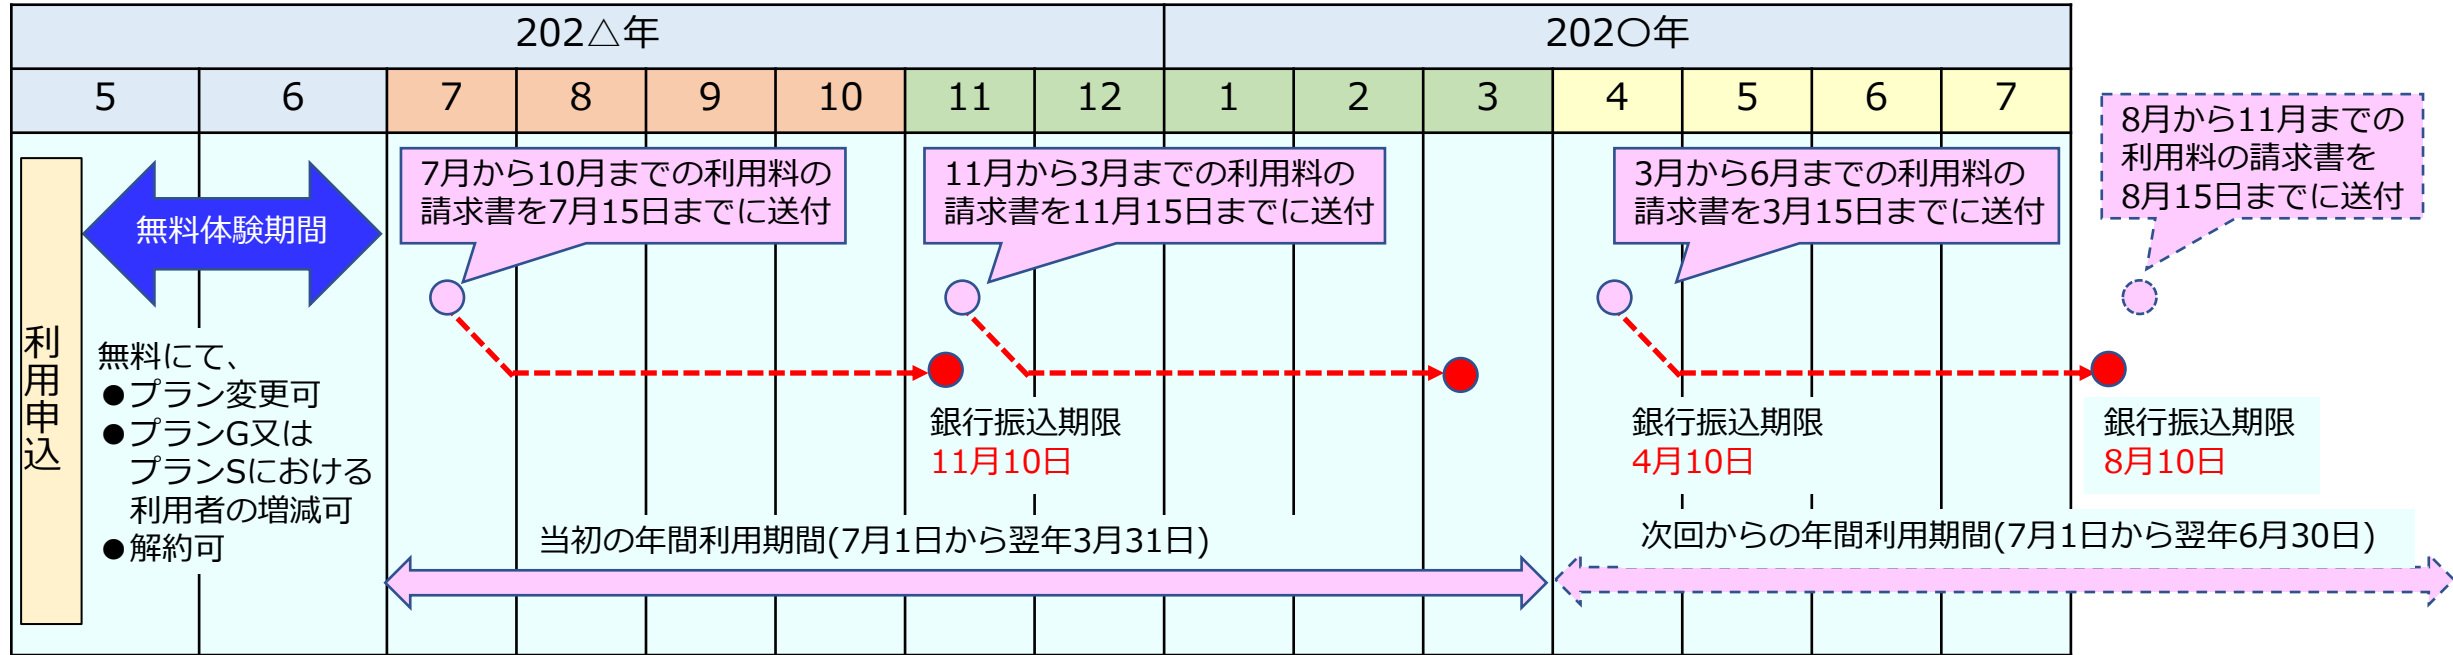 202△年
202〇年
5
6
7
8
9
10
11
12
1
2
3
4
5
6
7
利用申込
無料体験期間
無料にて、
●プラン変更可
●プランG又は
プランSにおける
利用者の増減可
●解約可
7月から10月までの利用料の
請求書を7月15日までに送付
11月から3月までの利用料の
請求書を11月15日までに送付
3月から6月までの利用料の
請求書を3月15日までに送付
8月から11月までの
利用料の請求書を
8月15日までに送付
銀行振込期限
11月10日
銀行振込期限
4月10日
銀行振込期限
8月10日
当初の年間利用期間(7月1日から翌年3月31日)
次回からの年間利用期間(7月1日から翌年6月30日)